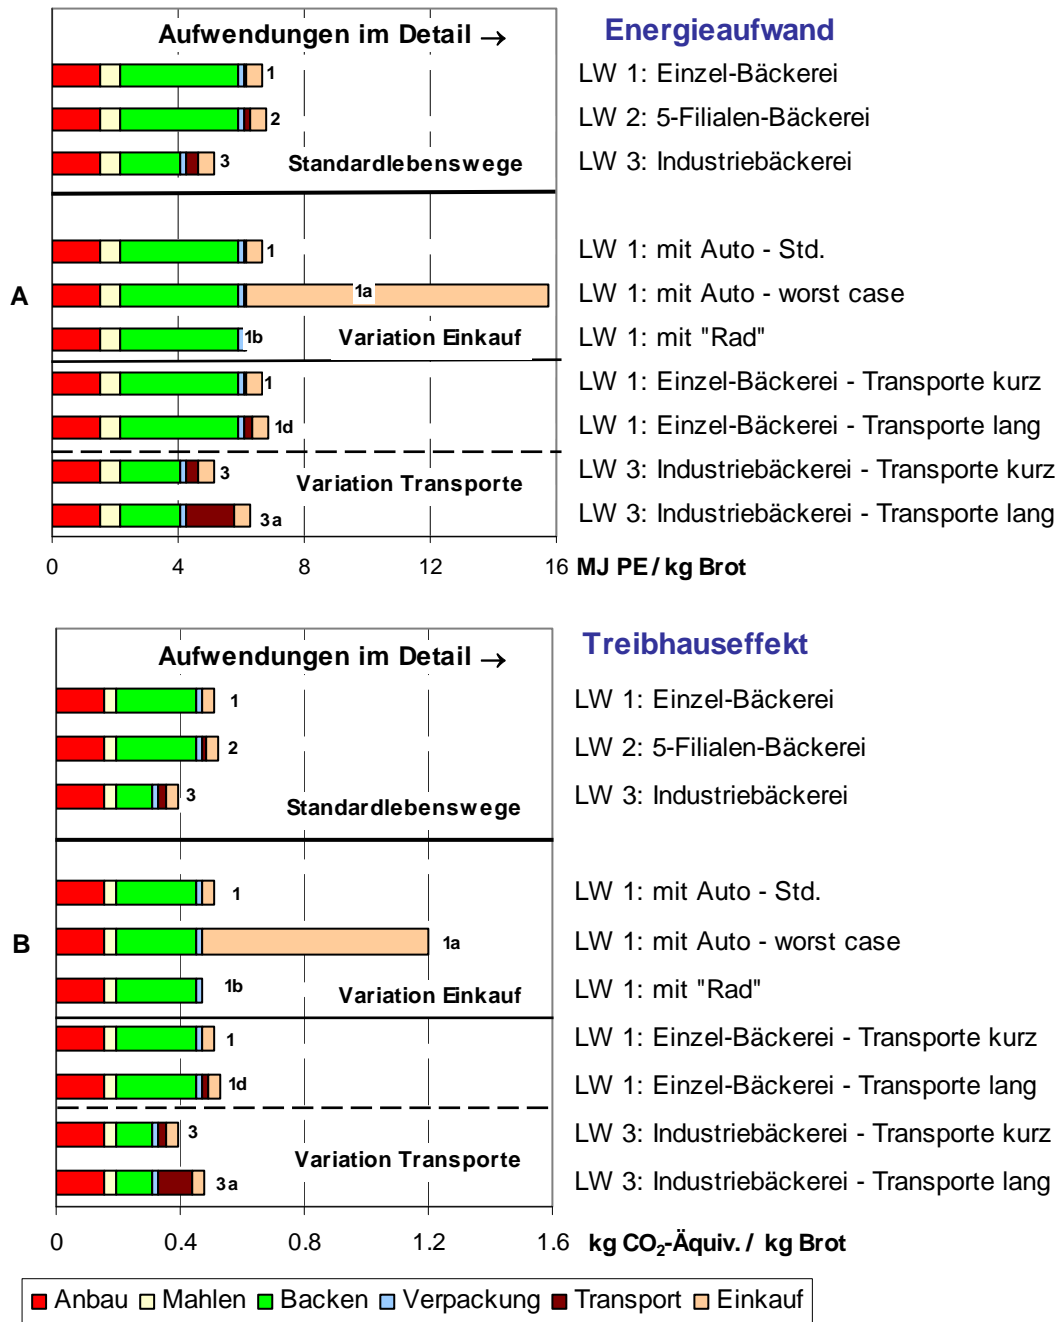 Aufwendungen im Detail → Energieaufwand
1 LW 1: Einzel-Bäckerei
2 LW 2: 5-Filialen-Bäckerei
3 LW 3: Industriebäckerei
Standardlebenswege
1 LW 1: mit Auto - Std.
A 1a LW 1: mit Auto - worst case
1b LW 1: mit "Rad"
Variation Einkauf
1 LW 1: Einzel-Bäckerei - Transporte kurz
1d LW 1: Einzel-Bäckerei - Transporte lang
3 LW 3: Industriebäckerei - Transporte kurz
Variation Transporte
3a LW 3: Industriebäckerei - Transporte lang
0 4 8 12 16 MJ PE / kg Brot
Aufwendungen im Detail → Treibhauseffekt
1 LW 1: Einzel-Bäckerei
2 LW 2: 5-Filialen-Bäckerei
3 LW 3: Industriebäckerei
Standardlebenswege
1 LW 1: mit Auto - Std.
B 1a LW 1: mit Auto - worst case
1b LW 1: mit "Rad"
Variation Einkauf
1 LW 1: Einzel-Bäckerei - Transporte kurz
1d LW 1: Einzel-Bäckerei - Transporte lang
3 LW 3: Industriebäckerei - Transporte kurz
Variation Transporte
3a LW 3: Industriebäckerei - Transporte lang
0 0.4 0.8 1.2 1.6 kg CO₂-Äquiv. / kg Brot
Anbau Mahlen Backen Verpackung Transport Einkauf